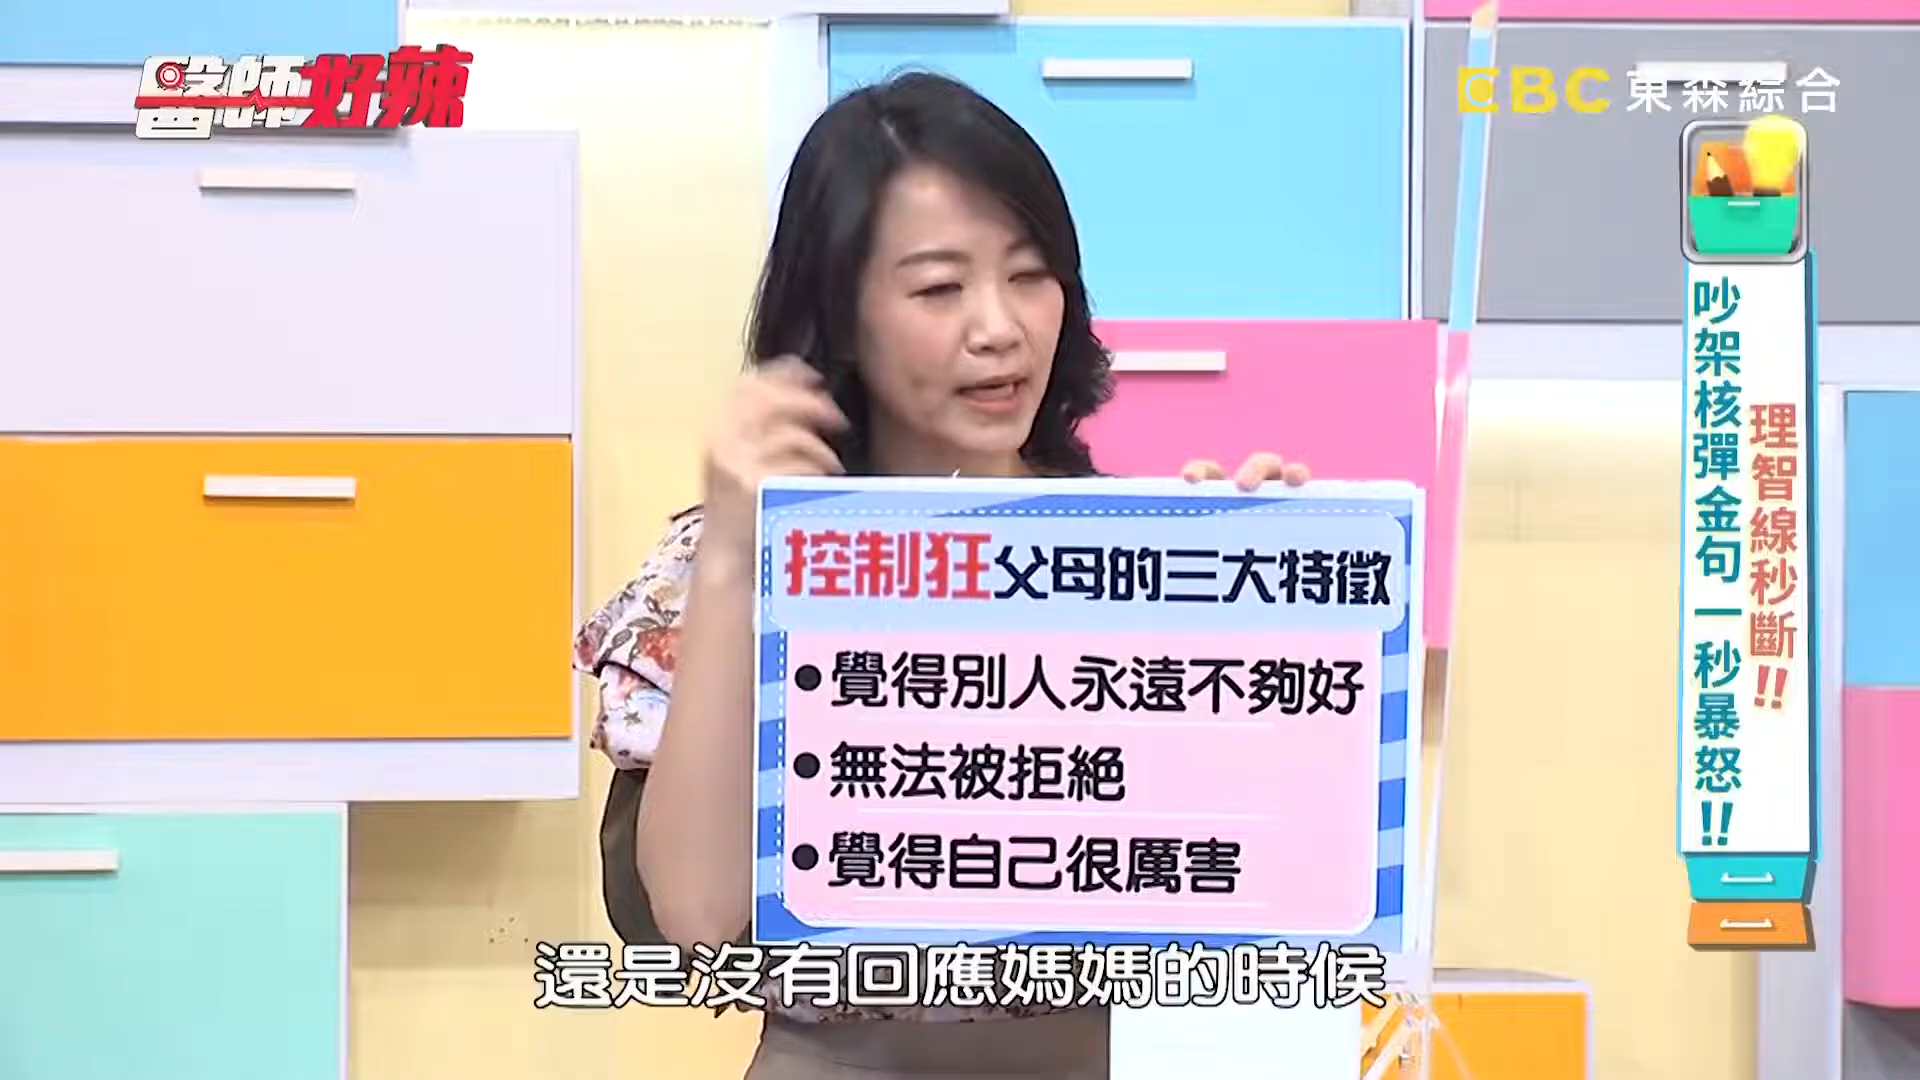 醫師好辣
EBC 東森綜合
理智線秒斷!!
吵架核彈金句 一秒暴怒!!
控制狂父母的三大特徵
•覺得別人永遠不夠好
•無法被拒絕
•覺得自己很厲害
還是沒有回應媽媽的時候